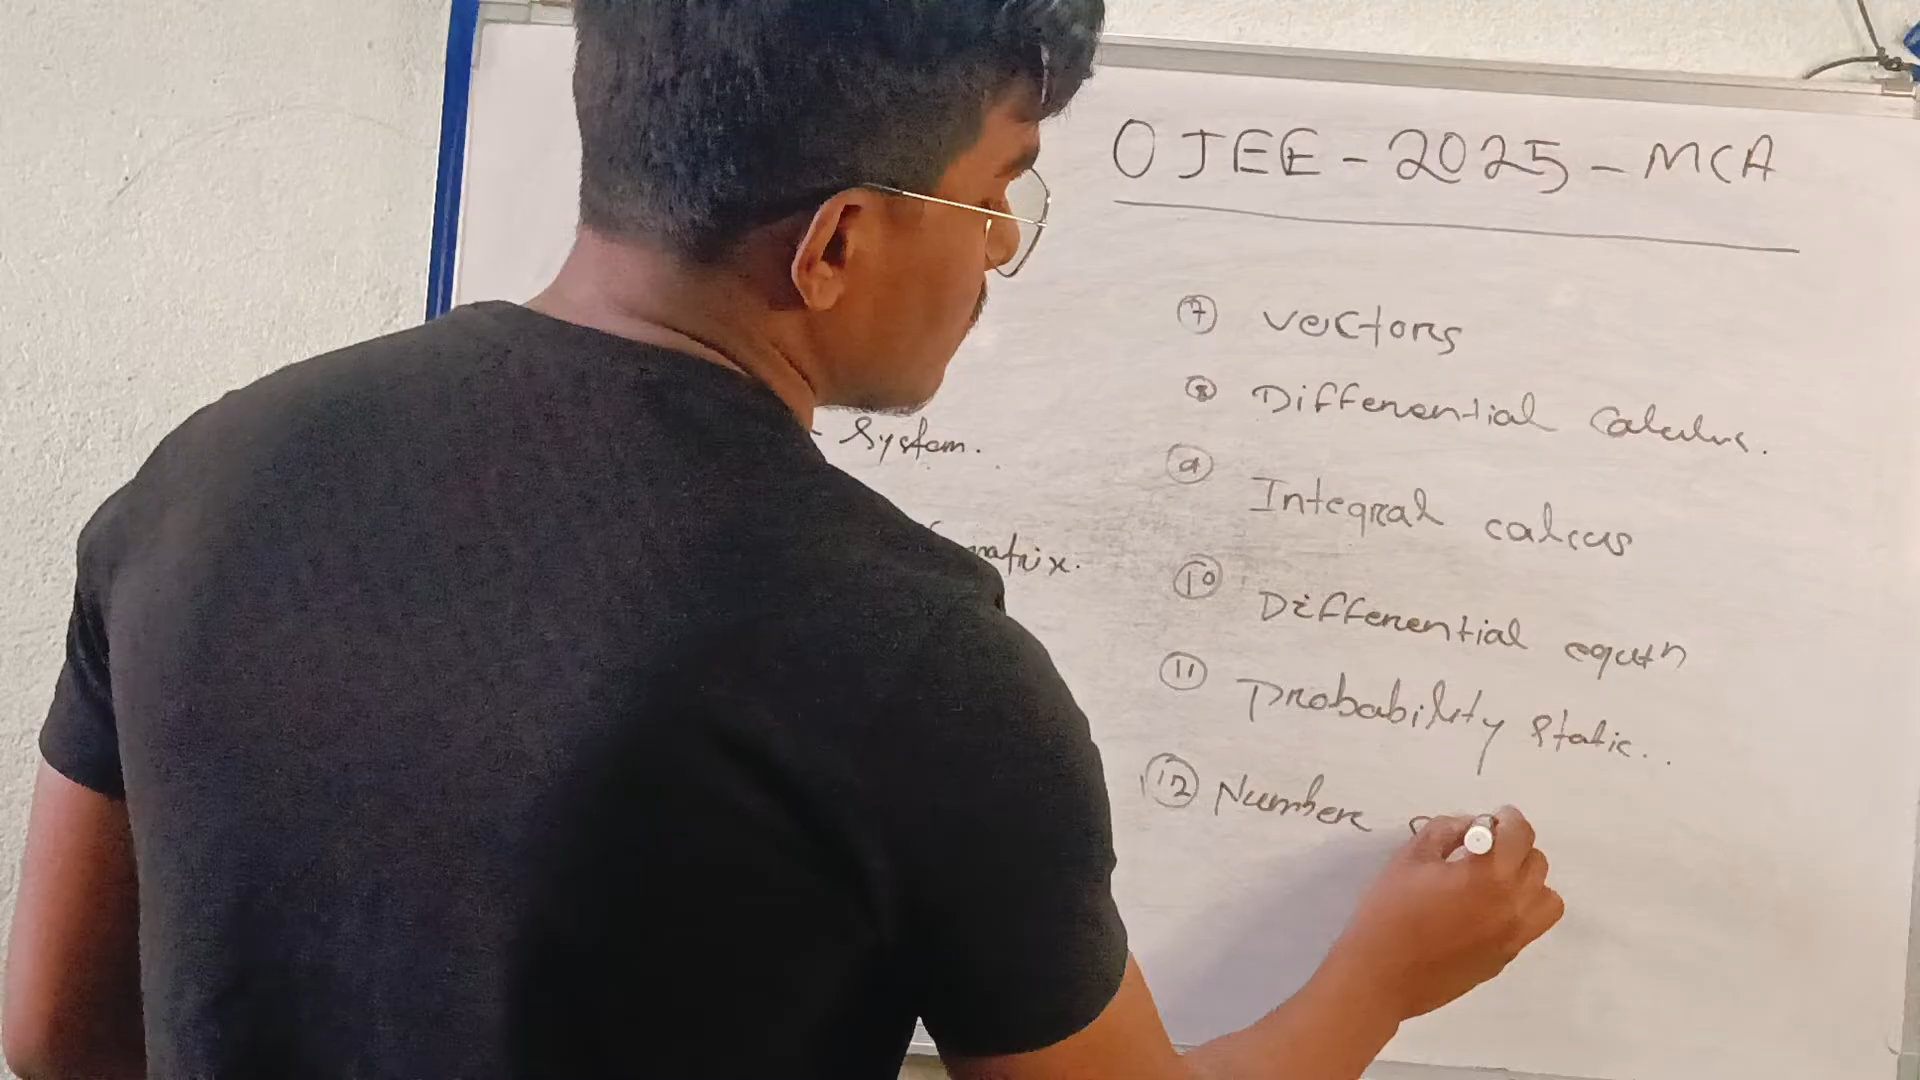 OJEE-2025-MCA
System.
matrix.
7 vectors
8 Differential Calculus.
9 Integral calcus
10 Differential equtn
11 Probability static..
12 Number